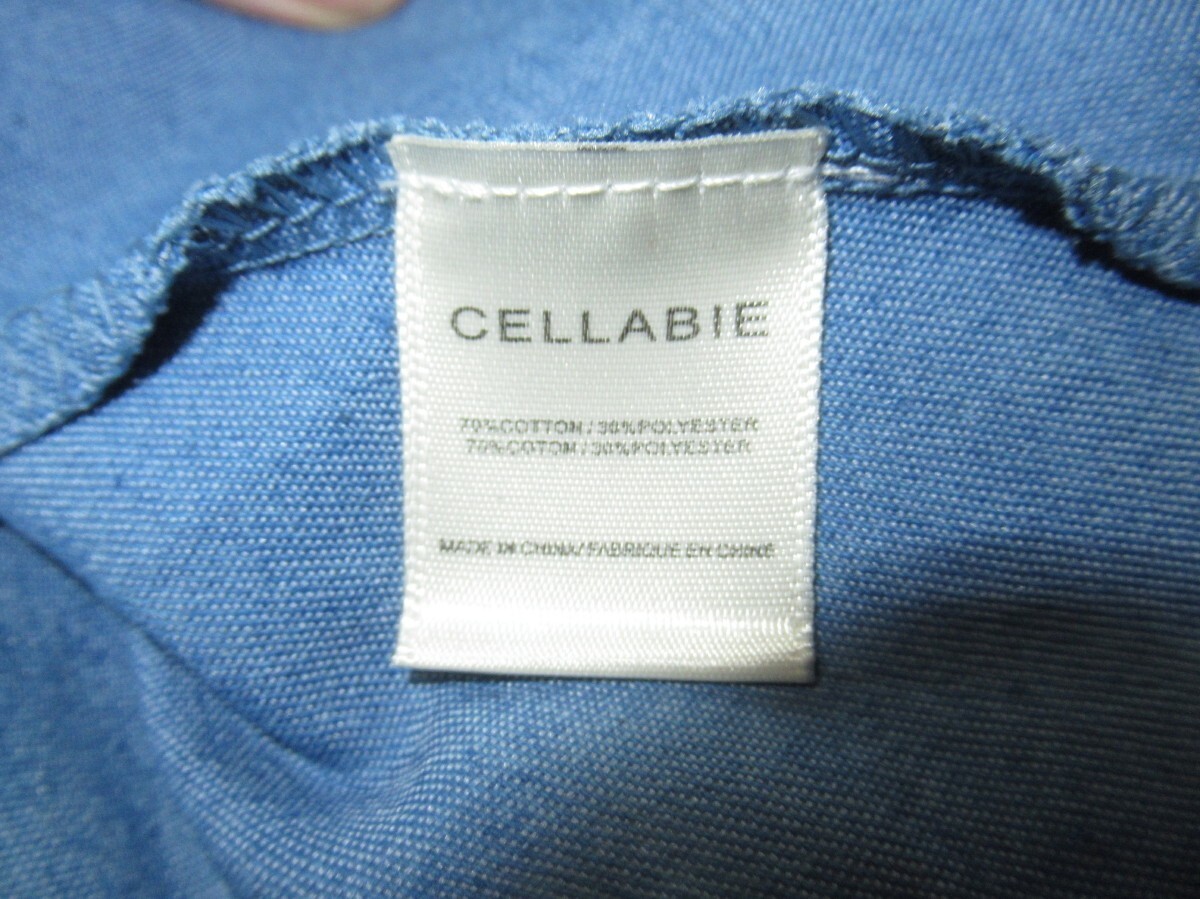 CELLABIE
70%COTTON/30%POLYESTER
70%COTON/30%POLYESTER
MADE IN CHINA/FABRIQUE EN CHINE